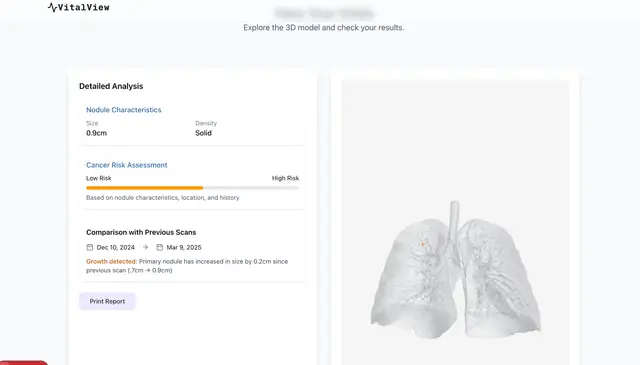 VitalView
Explore the 3D model and check your results.
Detailed Analysis
Nodule Characteristics
Size
Density
0.9cm
Solid
Cancer Risk Assessment
Low Risk
High Risk
Based on nodule characteristics, location, and history
Comparison with Previous Scans
Dec 10, 2024 → Mar 9, 2025
Growth detected: Primary nodule has increased in size by 0.2cm since
previous scan (.7cm → 0.9cm)
Print Report